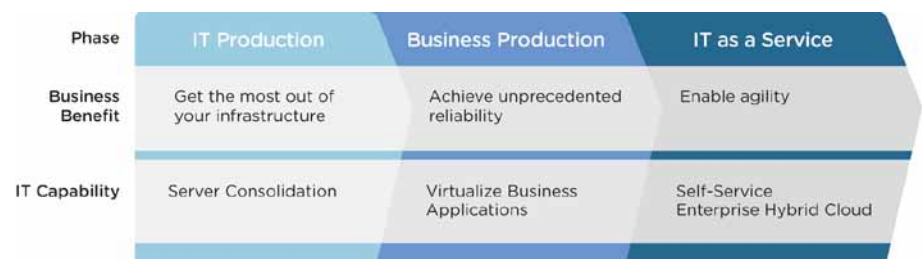 Phase IT Production Business Production IT as a Service
Business Benefit Get the most out of your infrastructure Achieve unprecedented reliability Enable agility
IT Capability Server Consolidation Virtualize Business Applications Self-Service Enterprise Hybrid Cloud